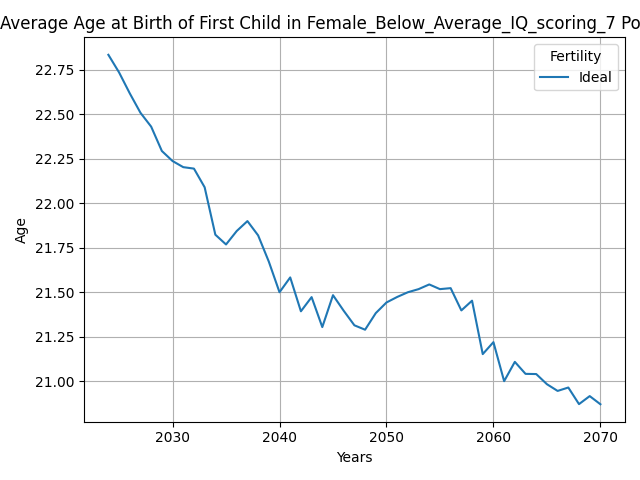 Average Age at Birth of First Child in Female_Below_Average_IQ_scoring_7 Po
Fertility
Ideal
22.75
22.50
22.25
22.00
21.75
21.50
21.25
21.00
Age
2030 2040 2050 2060 2070
Years